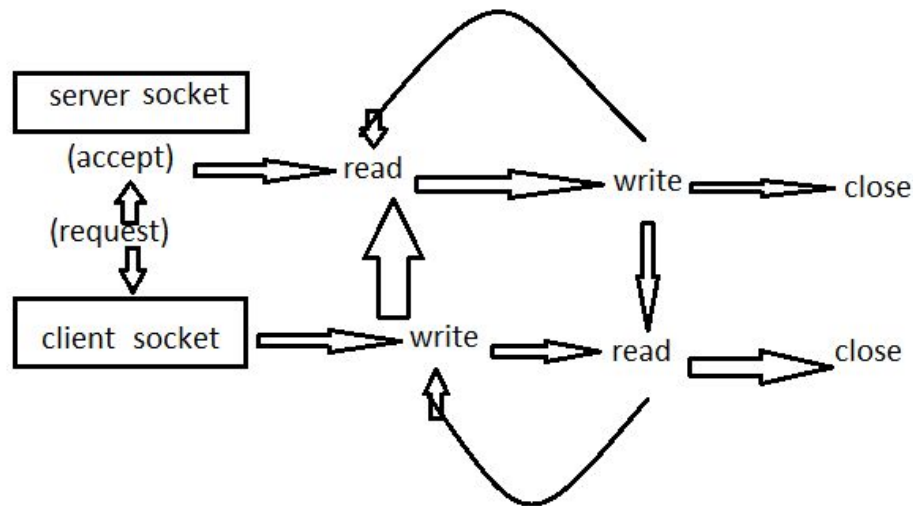 server socket
(accept)
read
write
close
(request)
client socket
write
read
close